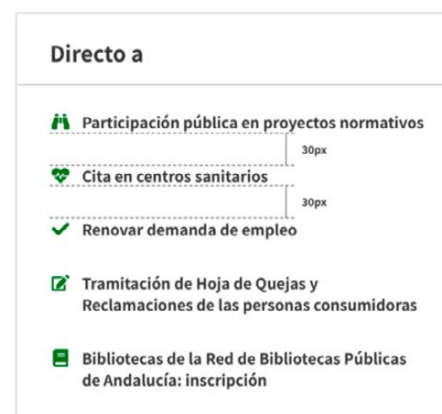 Directo a
Participación pública en proyectos normativos
30px
Cita en centros sanitarios
30px
Renovar demanda de empleo
Tramitación de Hoja de Quejas y
Reclamaciones de las personas consumidoras
Bibliotecas de la Red de Bibliotecas Públicas
de Andalucía: inscripción